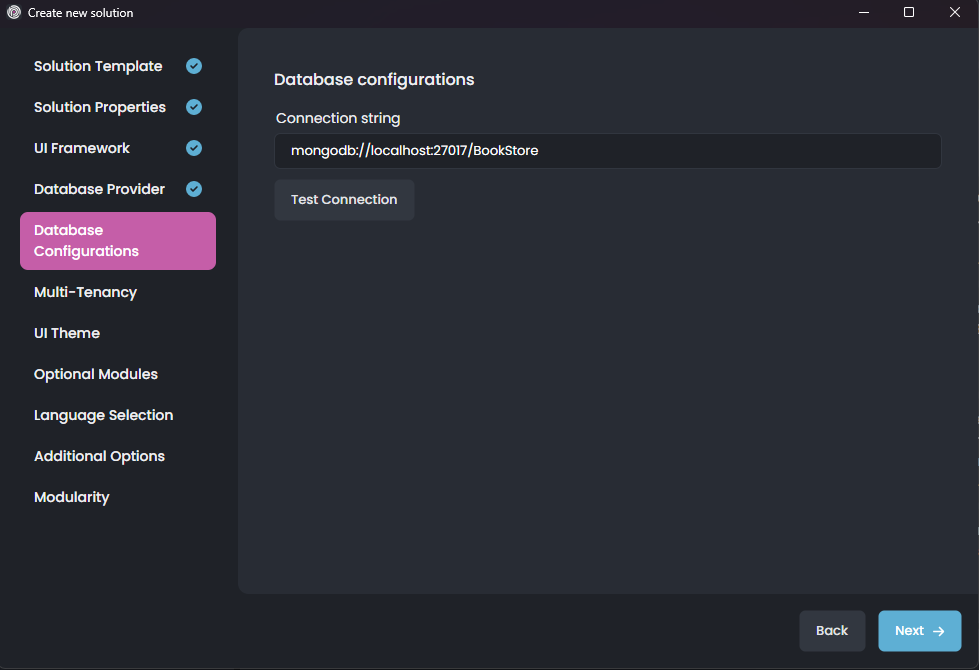 Create new solution
Solution Template
Solution Properties
UI Framework
Database Provider
Database
Configurations
Multi-Tenancy
UI Theme
Optional Modules
Language Selection
Additional Options
Modularity
Database configurations
Connection string
mongodb://localhost:27017/BookStore
Test Connection
Back
Next